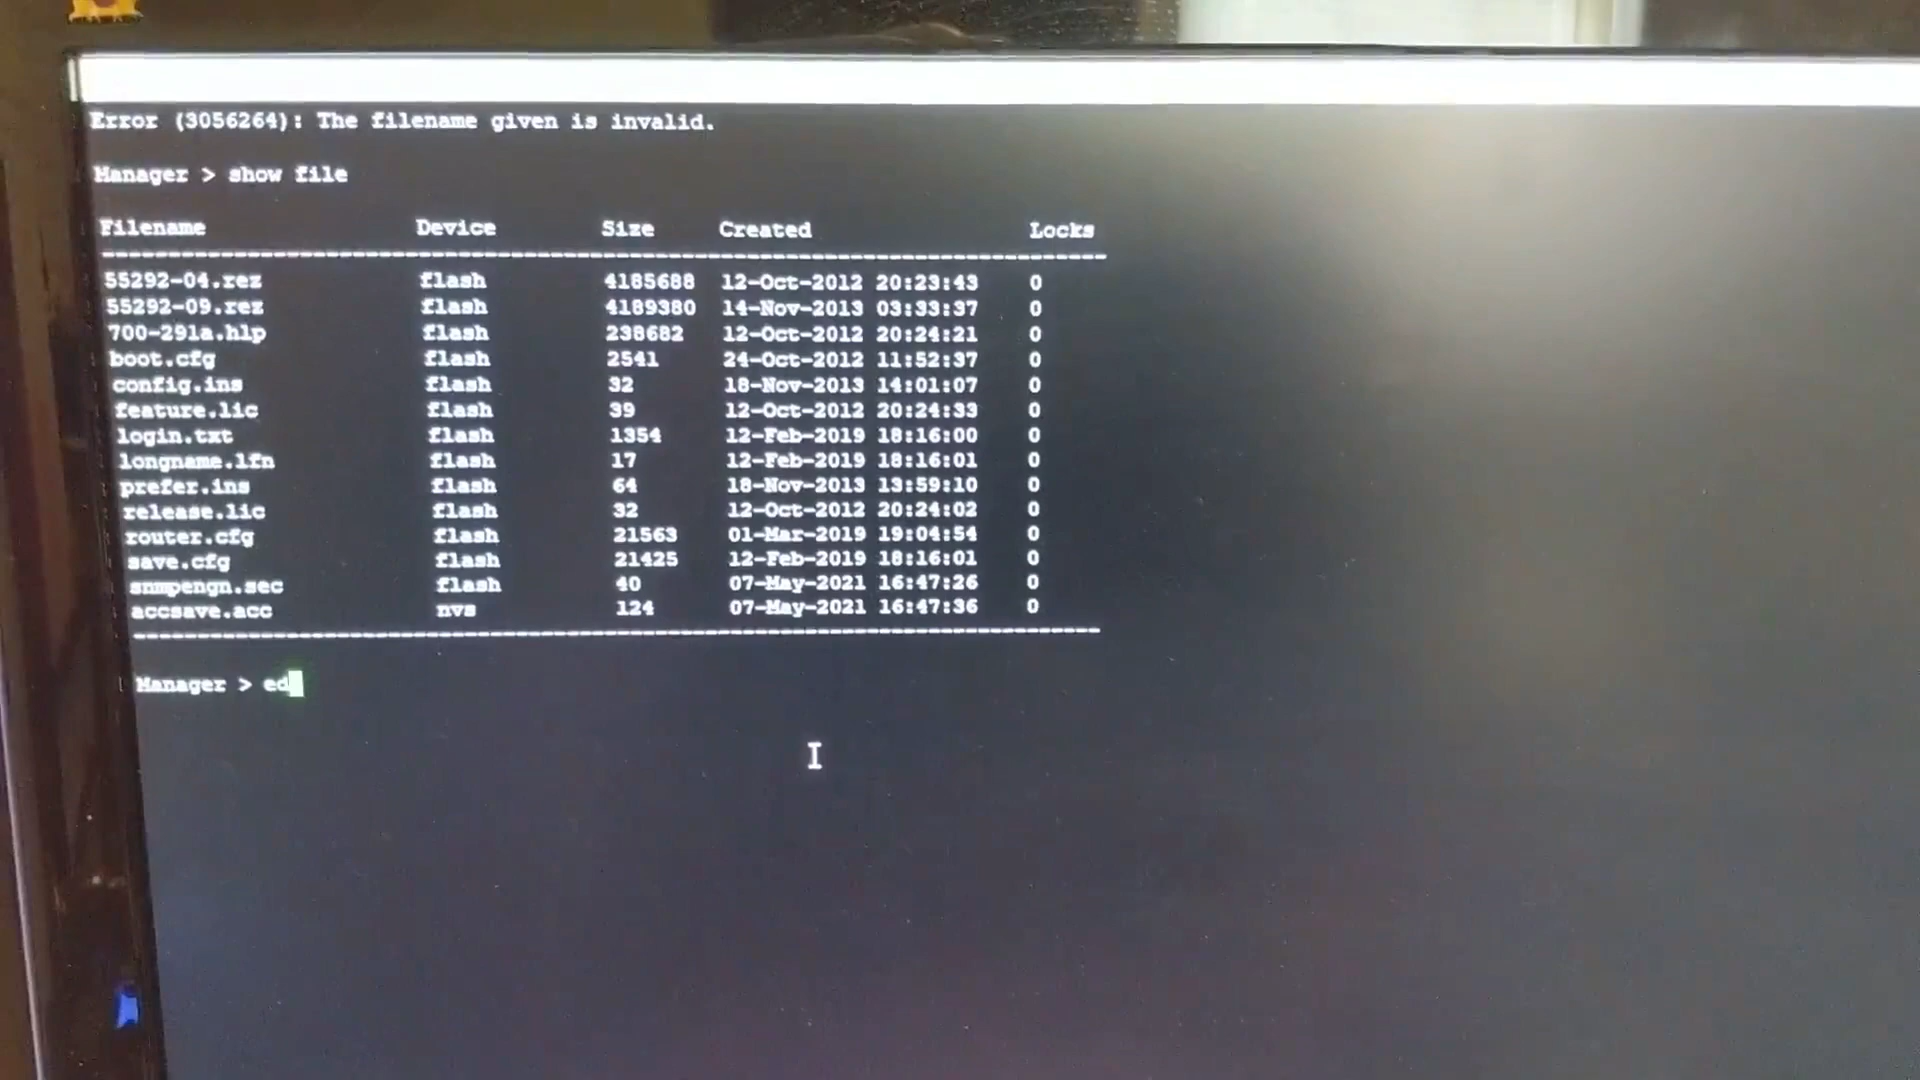 Error (3056264): The filename given is invalid.
Manager > show file
Filename Device Size Created Locks
--------------------------------------------------------------------------
55292-04.rez flash 4185688 12-Oct-2012 20:23:43 0
55292-09.rez flash 4189380 14-Nov-2013 03:33:37 0
700-291a.hlp flash 238682 12-Oct-2012 20:24:21 0
boot.cfg flash 2541 24-Oct-2012 11:52:37 0
config.ins flash 32 18-Nov-2013 14:01:07 0
feature.lic flash 39 12-Oct-2012 20:24:33 0
login.txt flash 1354 12-Feb-2019 18:16:00 0
longname.lfn flash 17 12-Feb-2019 18:16:01 0
prefer.ins flash 64 18-Nov-2013 13:59:10 0
release.lic flash 32 12-Oct-2012 20:24:02 0
router.cfg flash 21563 01-Mar-2019 19:04:54 0
save.cfg flash 21425 12-Feb-2019 18:16:01 0
snmpengn.sec flash 40 07-May-2021 16:47:26 0
accsave.acc nvs 124 07-May-2021 16:47:36 0
--------------------------------------------------------------------------
Manager > ed